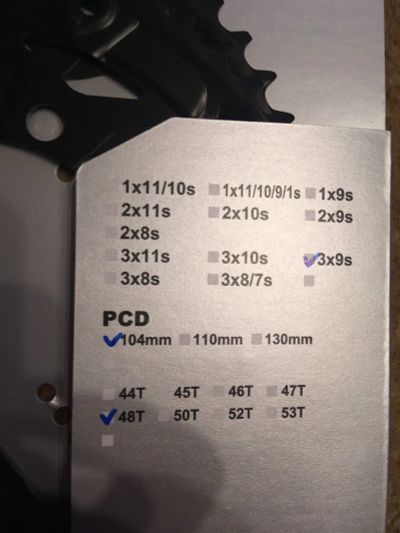 1x11/10s 1x11/10/9/1s 1x9s
2x11s 2x10s 2x9s
2x8s
3x11s 3x10s 3x9s
3x8s 3x8/7s
PCD
104mm 110mm 130mm
44T 45T 46T 47T
48T 50T 52T 53T